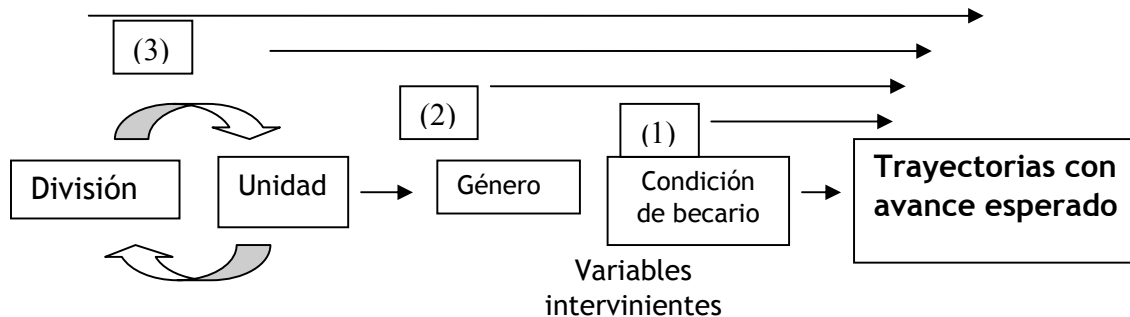 (3)
(2)
(1)
División
Unidad
Género
Condición
de becario
Trayectorias con
avance esperado
Variables
intervinientes